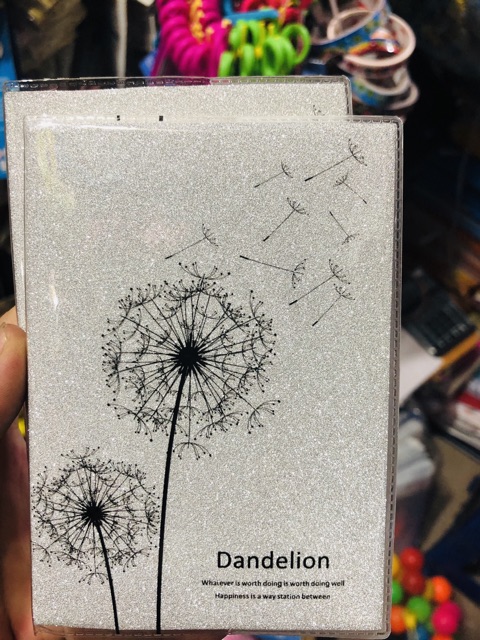 Dandelion
Whatever is worth doing is worth doing well
Happiness is a way station between